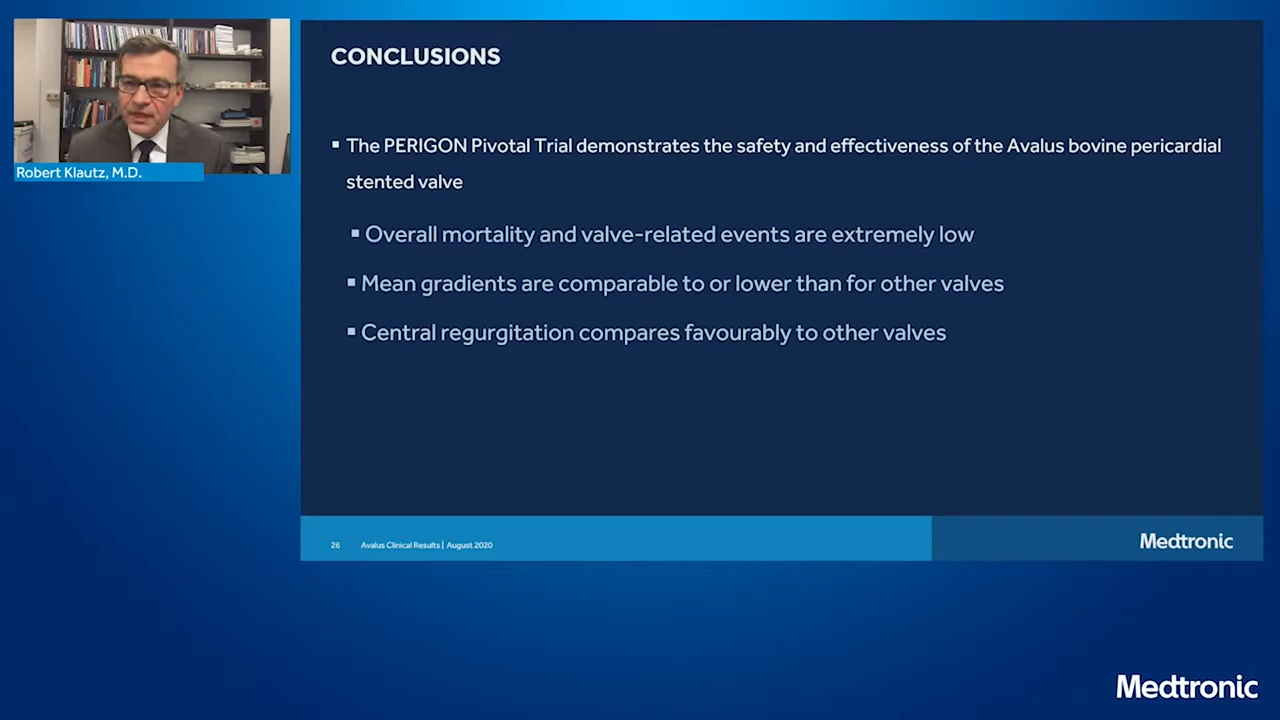 Robert Klautz, M.D.
CONCLUSIONS
▪ The PERIGON Pivotal Trial demonstrates the safety and effectiveness of the Avalus bovine pericardial
stented valve
▪ Overall mortality and valve-related events are extremely low
▪ Mean gradients are comparable to or lower than for other valves
▪ Central regurgitation compares favourably to other valves
26 Avalus Clinical Results | August 2020
Medtronic
Medtronic